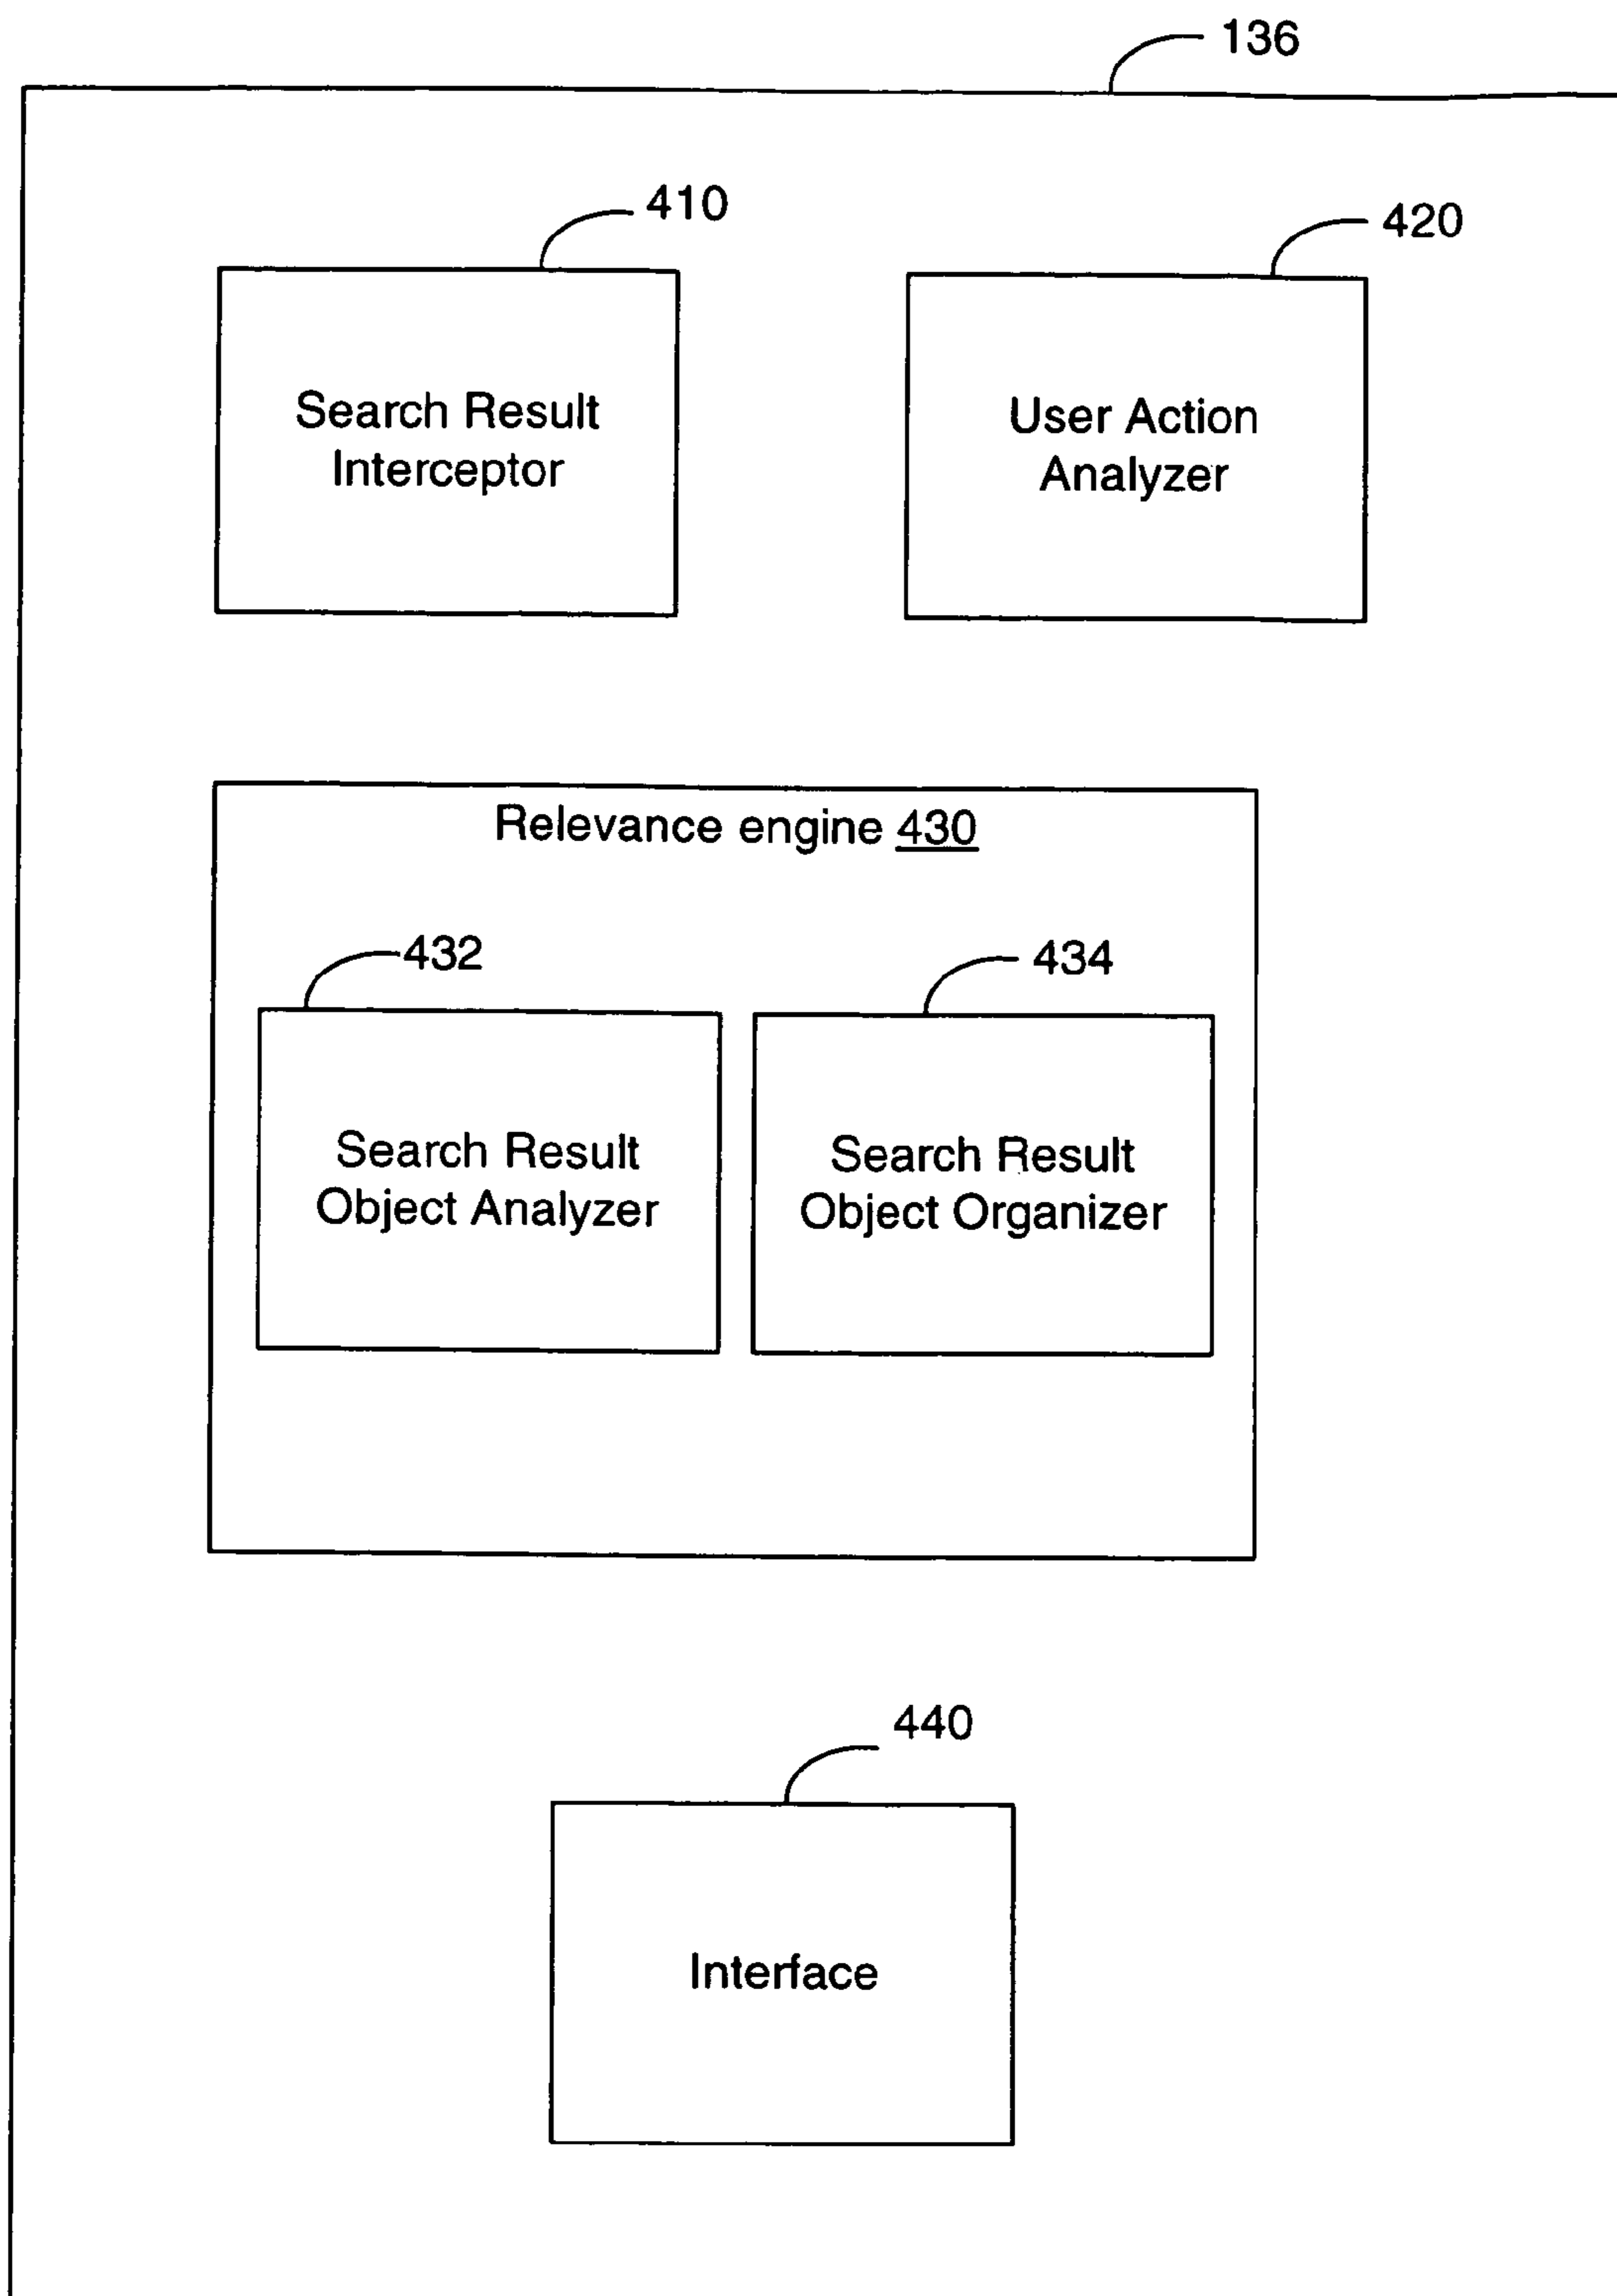 136
410
420
Search Result
Interceptor
User Action
Analyzer
Relevance engine 430
432
434
Search Result
Object Analyzer
Search Result
Object Organizer
440
Interface